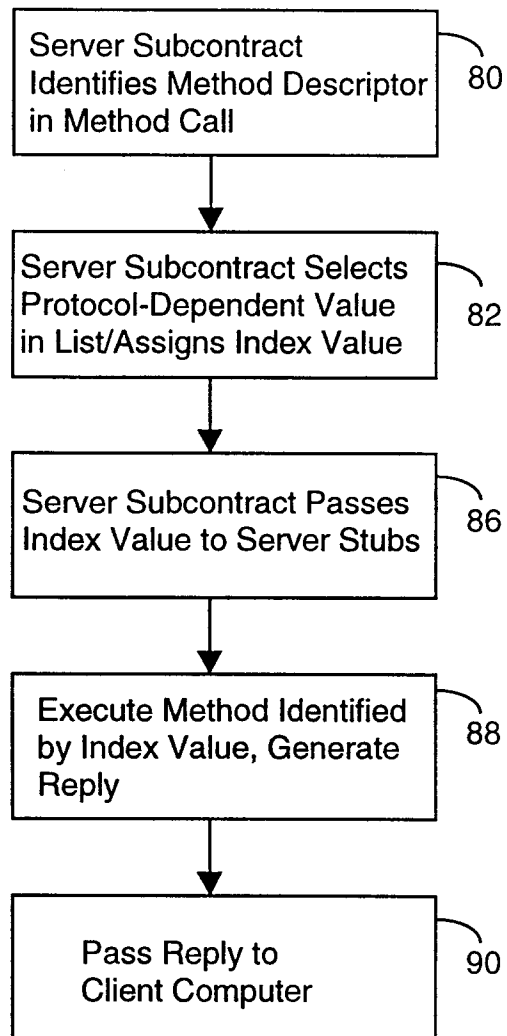 Server Subcontract
Identifies Method Descriptor
in Method Call
80
Server Subcontract Selects
Protocol-Dependent Value
in List/Assigns Index Value
82
Server Subcontract Passes
Index Value to Server Stubs
86
Execute Method Identified
by Index Value, Generate
Reply
88
Pass Reply to
Client Computer
90